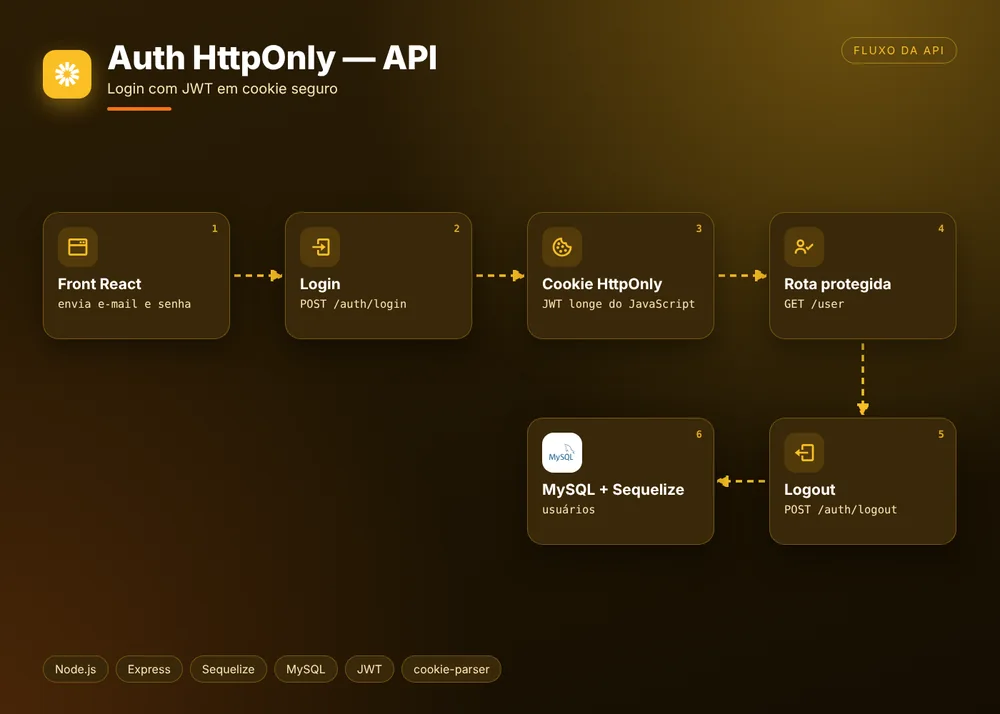 Auth HttpOnly — API
Login com JWT em cookie seguro
FLUXO DA API
1
Front React
envia e-mail e senha
2
Login
POST /auth/login
3
Cookie HttpOnly
JWT longe do JavaScript
4
Rota protegida
GET /user
6
MySQL
MySQL + Sequelize
usuários
5
Logout
POST /auth/logout
Node.js
Express
Sequelize
MySQL
JWT
cookie-parser